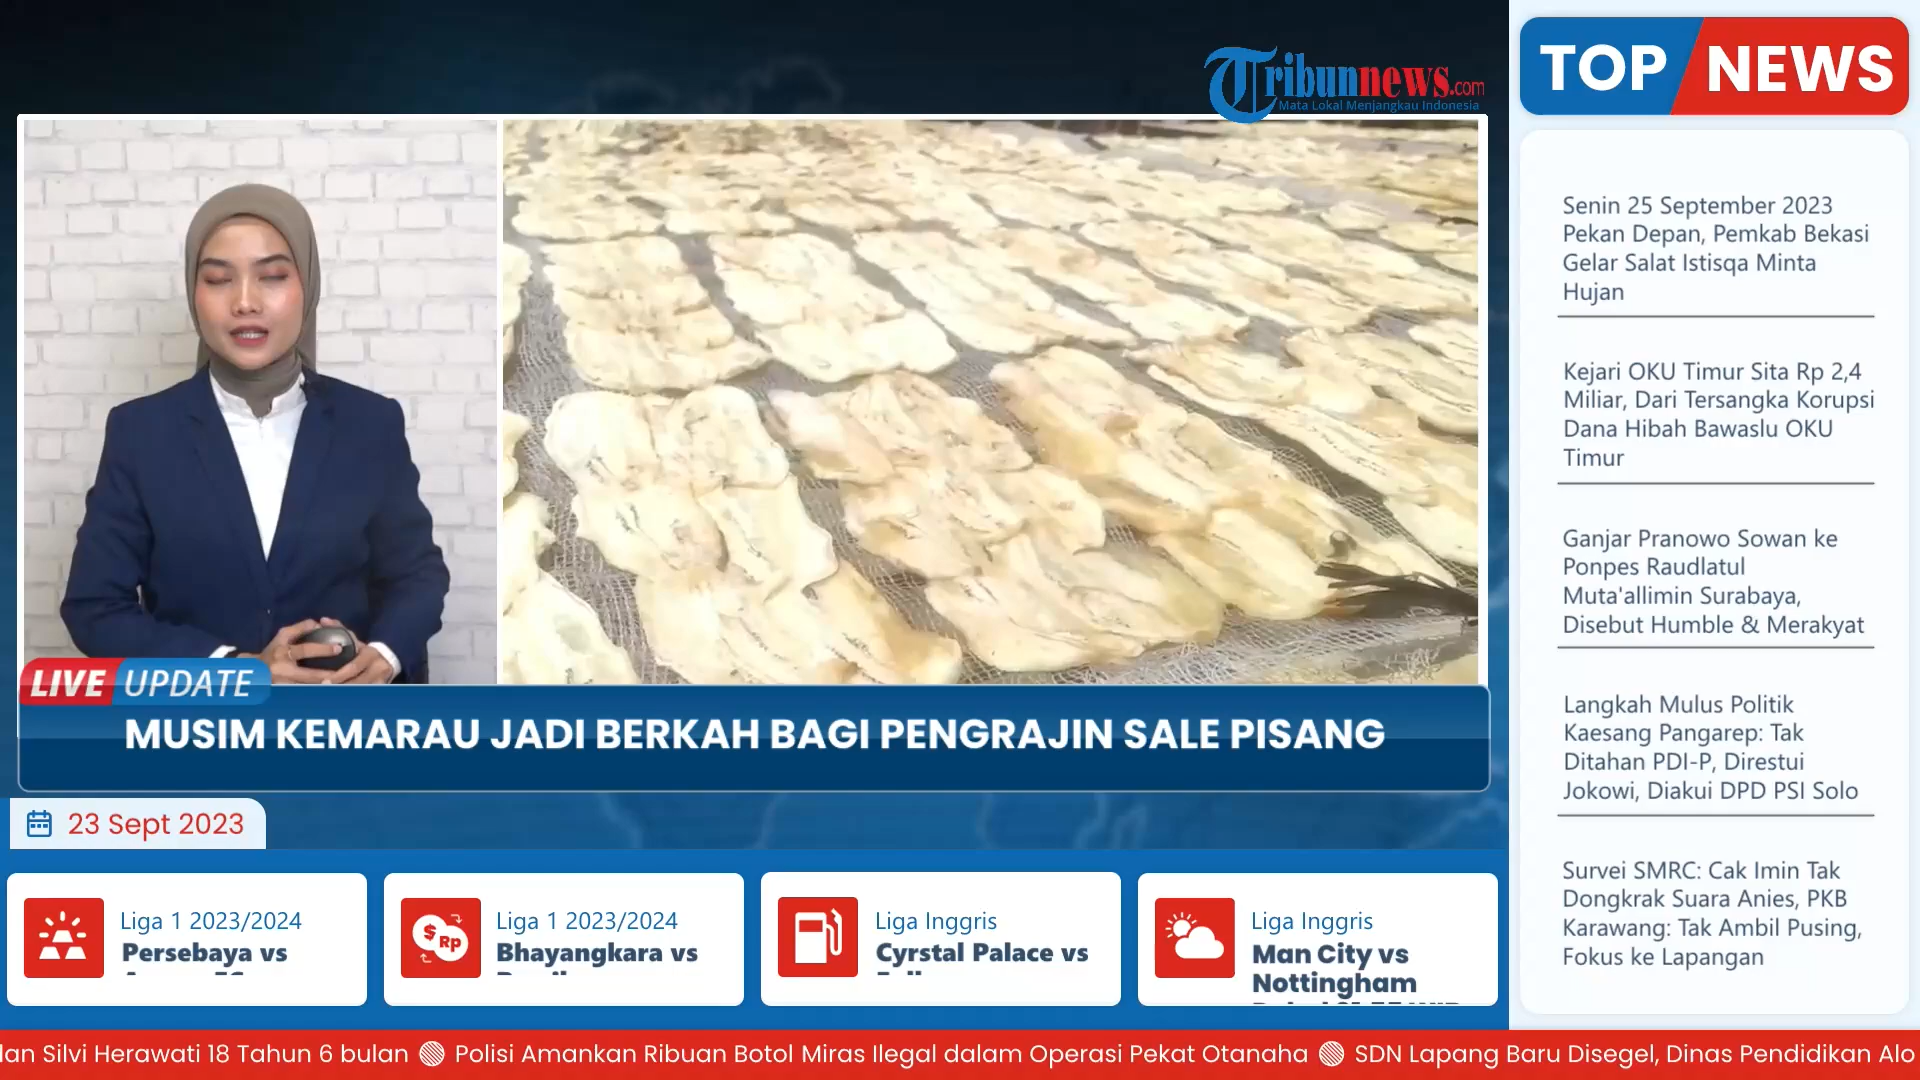 Tribunnews.com
Mata Lokal Menjangkau Indonesia
TOP NEWS
Senin 25 September 2023
Pekan Depan, Pemkab Bekasi
Gelar Salat Istisqa Minta
Hujan
Kejari OKU Timur Sita Rp 2,4
Miliar, Dari Tersangka Korupsi
Dana Hibah Bawaslu OKU
Timur
Ganjar Pranowo Sowan ke
Ponpes Raudlatul
Muta'allimin Surabaya,
Disebut Humble & Merakyat
Langkah Mulus Politik
Kaesang Pangarep: Tak
Ditahan PDI-P, Direstui
Jokowi, Diakui DPD PSI Solo
Survei SMRC: Cak Imin Tak
Dongkrak Suara Anies, PKB
Karawang: Tak Ambil Pusing,
Fokus ke Lapangan
LIVE UPDATE
MUSIM KEMARAU JADI BERKAH BAGI PENGRAJIN SALE PISANG
23 Sept 2023
Liga 1 2023/2024
Persebaya vs
$ Rp
Liga 1 2023/2024
Bhayangkara vs
Liga Inggris
Cyrstal Palace vs
Liga Inggris
Man City vs
Nottingham
lan Silvi Herawati 18 Tahun 6 bulan Polisi Amankan Ribuan Botol Miras Ilegal dalam Operasi Pekat Otanaha SDN Lapang Baru Disegel, Dinas Pendidikan Alo